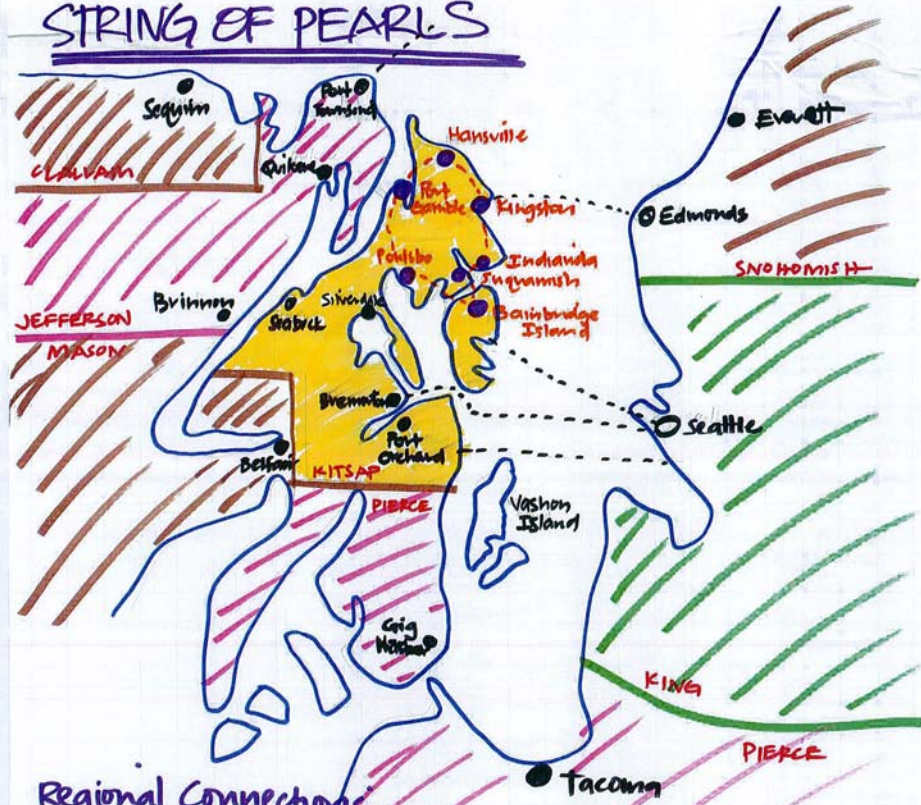 STRING OF PEARLS
Sequim
Port
Townsend
Everett
Hansville
CLALLAM
Quilcene
Port
Gamble
Kingston
Edmonds
Poulsbo
Indianola
Suquamish
SNOHOMISH
Brinnon
Seabeck
Silverdale
Bainbridge
Island
JEFFERSON
MASON
Bremerton
Seattle
Port
Orchard
Belfair
KITSAP
PIERCE
Vashon
Island
Gig
Harbor
KING
PIERCE
Tacoma
Regional Connections